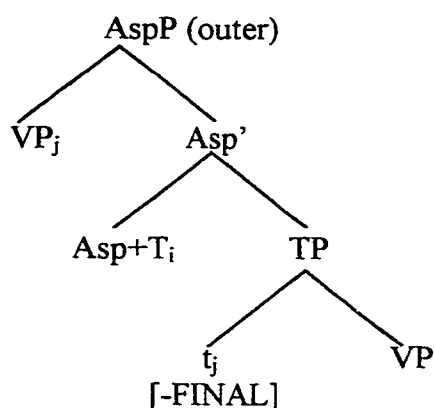 AspP (outer)
VPj Asp'
Asp+Ti TP
tj VP
[-FINAL]